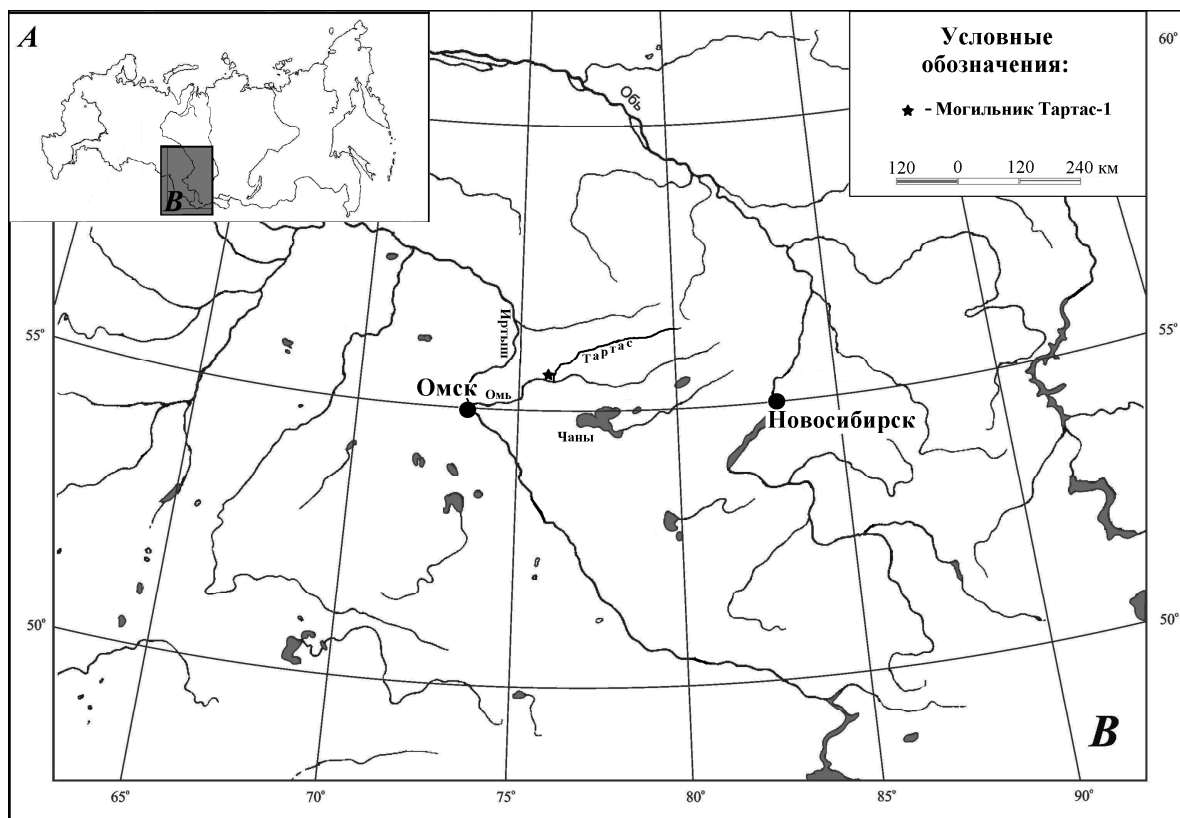 A
B
Условные
обозначения:
- Могильник Тартас-1
120 0 120 240 км
60°
Обь
55°
55°
Иртыш
Тартас
Омск
Омь
Новосибирск
Чаны
50°
50°
B
65° 70° 75° 80° 85° 90°